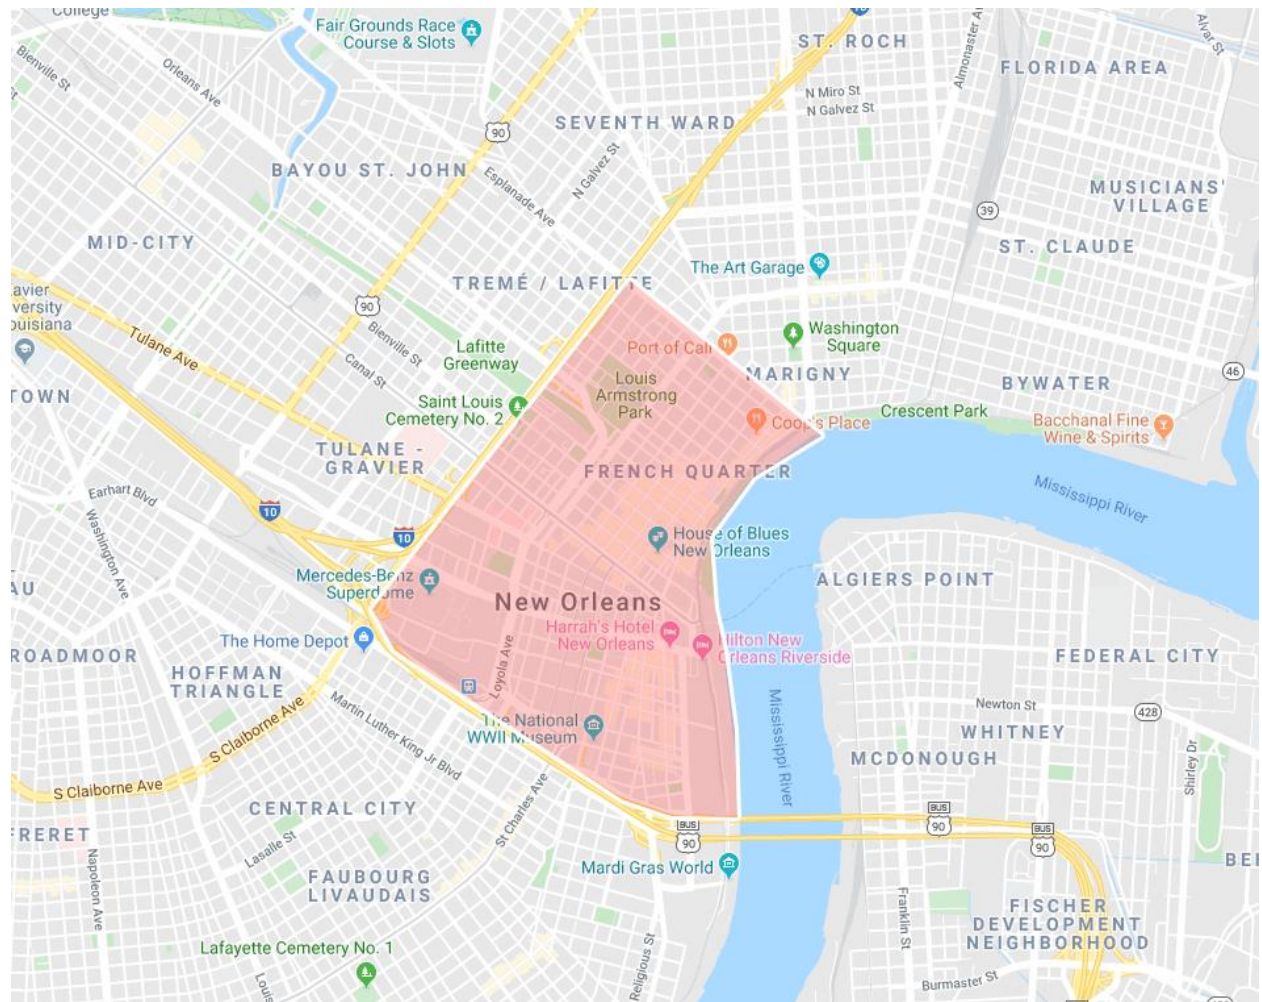 College
Fair Grounds Race
Course & Slots
10
ST. ROCH
Almonaster Av
Alvar St
Bienville St
Orleans Ave
FLORIDA AREA
N Miro St
N Galvez St
90
SEVENTH WARD
BAYOU ST. JOHN
Esplanade Ave
N Galvez St
MUSICIANS'
VILLAGE
39
MID-CITY
ST. CLAUDE
The Art Garage
TREMÉ / LAFITTE
avier
versity
ouisiana
90
Tulane Ave
Bienville St
Canal St
Lafitte
Greenway
Port of Call
Washington
Square
Louis
Armstrong
Park
MARIGNY
46
BYWATER
TOWN
Saint Louis
Cemetery No. 2
Coop's Place
Crescent Park
Bacchanal Fine
Wine & Spirits
TULANE -
GRAVIER
FRENCH QUARTER
Mississippi River
Earhart Blvd
Washington Ave
10
10
House of Blues
New Orleans
AU
Mercedes-Benz
Superdome
ALGIERS POINT
New Orleans
The Home Depot
Harrah's Hotel
New Orleans
Hilton New
Orleans Riverside
ROADMOOR
HOFFMAN
TRIANGLE
Loyola Ave
FEDERAL CITY
Martin Luther King Jr Blvd
S Claiborne Ave
The National
WWII Museum
Mississippi River
Newton St
428
WHITNEY
MCDONOUGH
Shirley Dr
S Claiborne Ave
CENTRAL CITY
St Charles Ave
BUS
90
BUS
90
BUS
90
FRERET
Lasalle St
Napoleon Ave
Mardi Gras World
BEH
FAUBOURG
LIVAUDAIS
Franklin St
FISCHER
DEVELOPMENT
NEIGHBORHOOD
Lafayette Cemetery No. 1
Religious St
Louis
Burmaster St